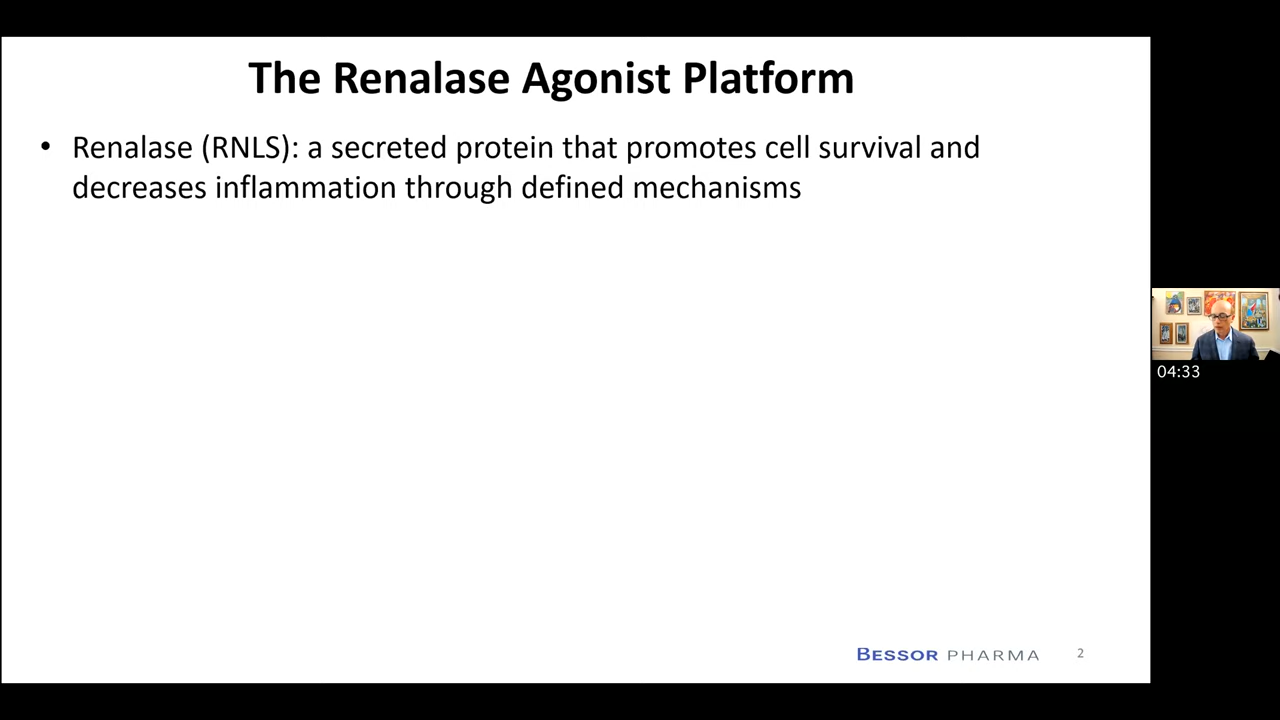 The Renalase Agonist Platform
• Renalase (RNLS): a secreted protein that promotes cell survival and
decreases inflammation through defined mechanisms
04:33
BESSOR PHARMA 2